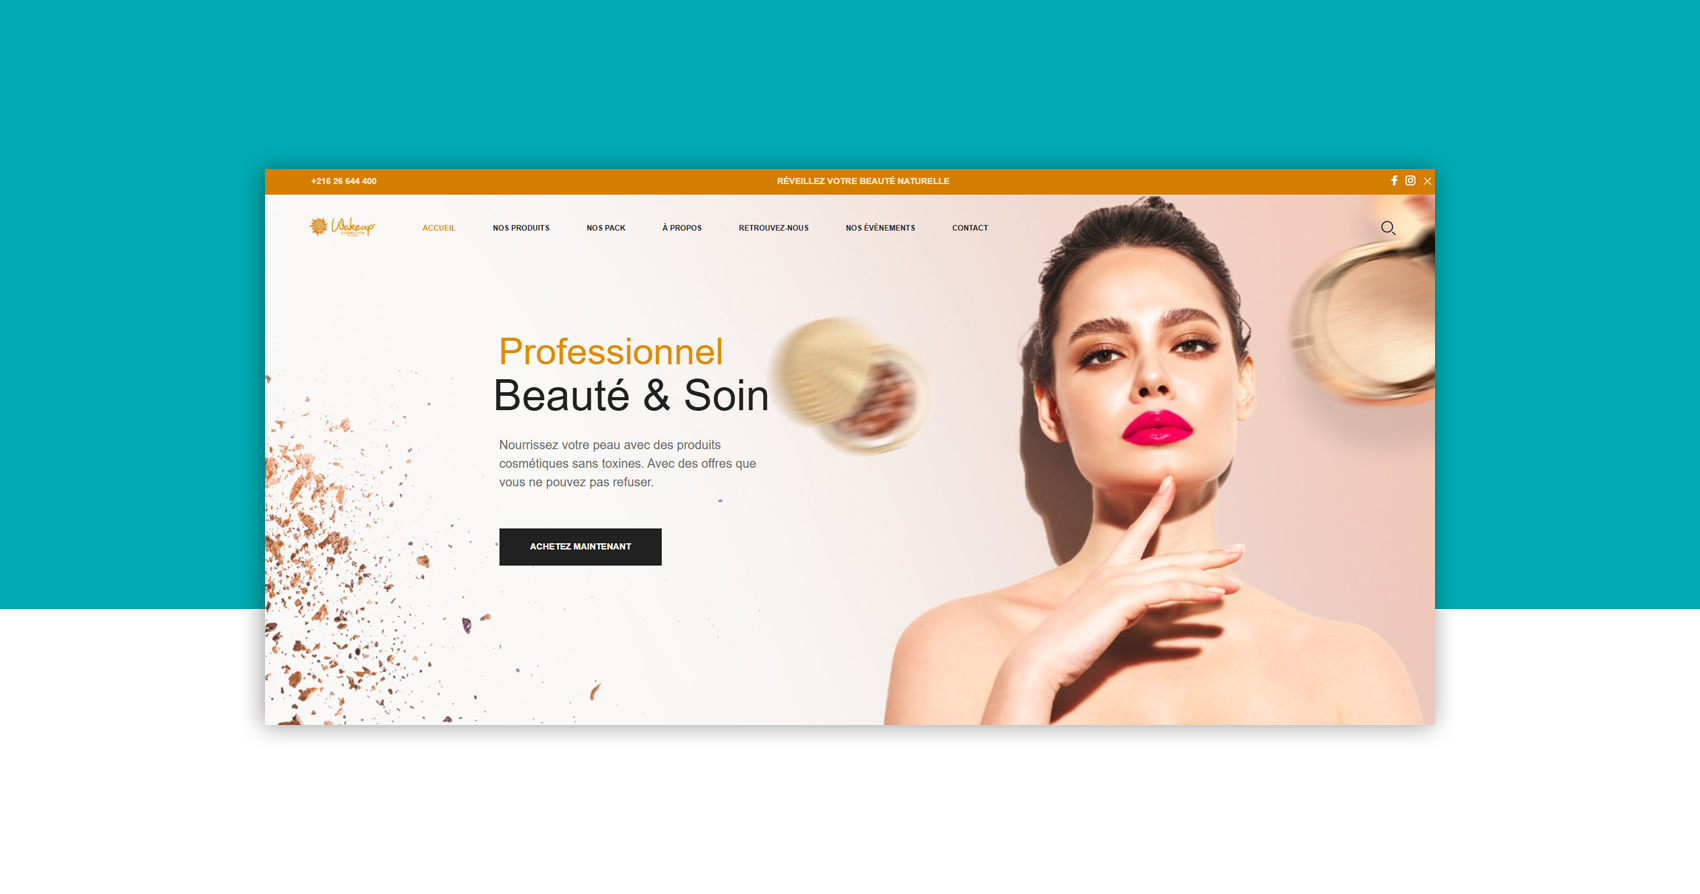 +216 26 644 400
RÉVEILLEZ VOTRE BEAUTÉ NATURELLE
Wakeup
COSMETICS
ACCUEIL
NOS PRODUITS
NOS PACK
À PROPOS
RETROUVEZ-NOUS
NOS ÉVÉNEMENTS
CONTACT
Professionnel
Beauté & Soin
Nourrissez votre peau avec des produits
cosmétiques sans toxines. Avec des offres que
vous ne pouvez pas refuser.
ACHETEZ MAINTENANT